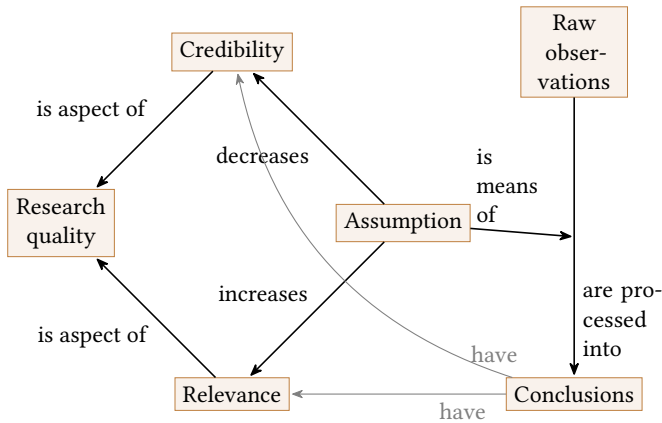 Credibility
Raw
obser-
vations
is aspect of
decreases
is
means
of
Research
quality
Assumption
increases
are pro-
cessed
into
is aspect of
have
Relevance
Conclusions
have